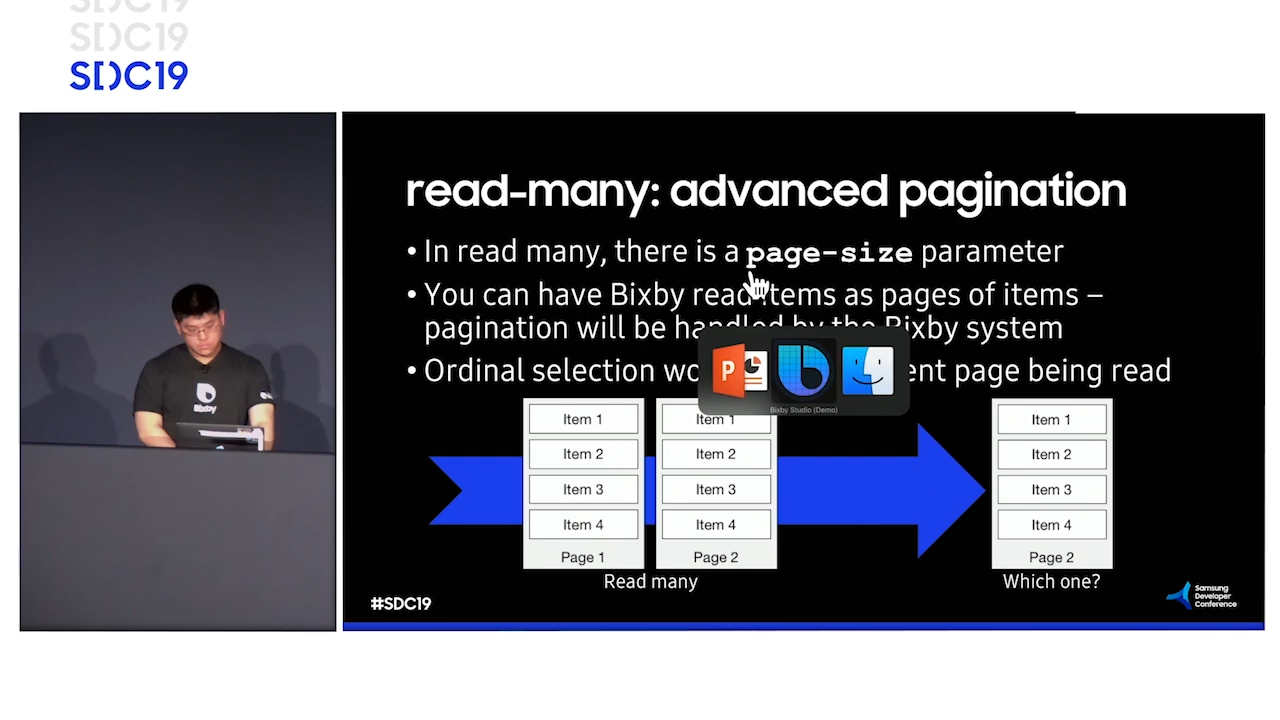 SDC19
SDC19
SDC19
read-many: advanced pagination
• In read many, there is a page-size parameter
• You can have Bixby read items as pages of items –
pagination will be handled by the Bixby system
• Ordinal selection wo ent page being read
P
Bixby Studio (Demo)
Item 1
Item 2
Item 3
Item 4
Page 1
Item 1
Item 2
Item 3
Item 4
Page 2
Read many
Item 1
Item 2
Item 3
Item 4
Page 2
Which one?
#SDC19
Samsung
Developer
Conference
Bixby